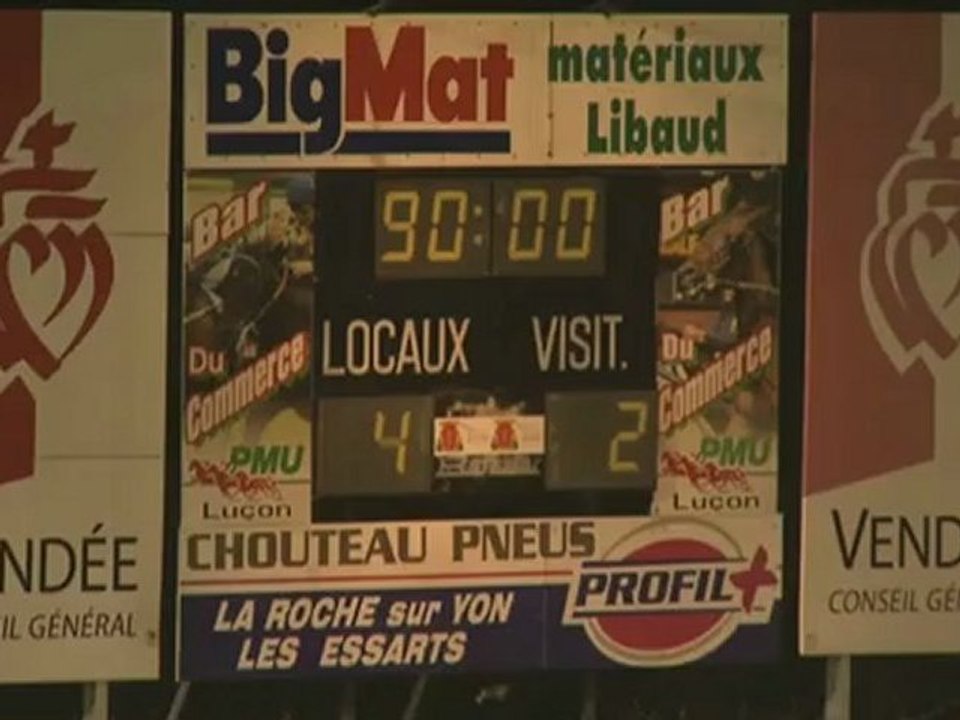 BigMat
matériaux
Libaud
Bar
Du
Commerce
PMU
Luçon
90:00
LOCAUX VISIT.
4 2
Bar
Du
Commerce
PMU
Luçon
CHOUTEAU PNEUS
LA ROCHE sur YON
LES ESSARTS
PROFIL+
NDÉE
IL GÉNÉRAL
VEND
CONSEIL GÉ